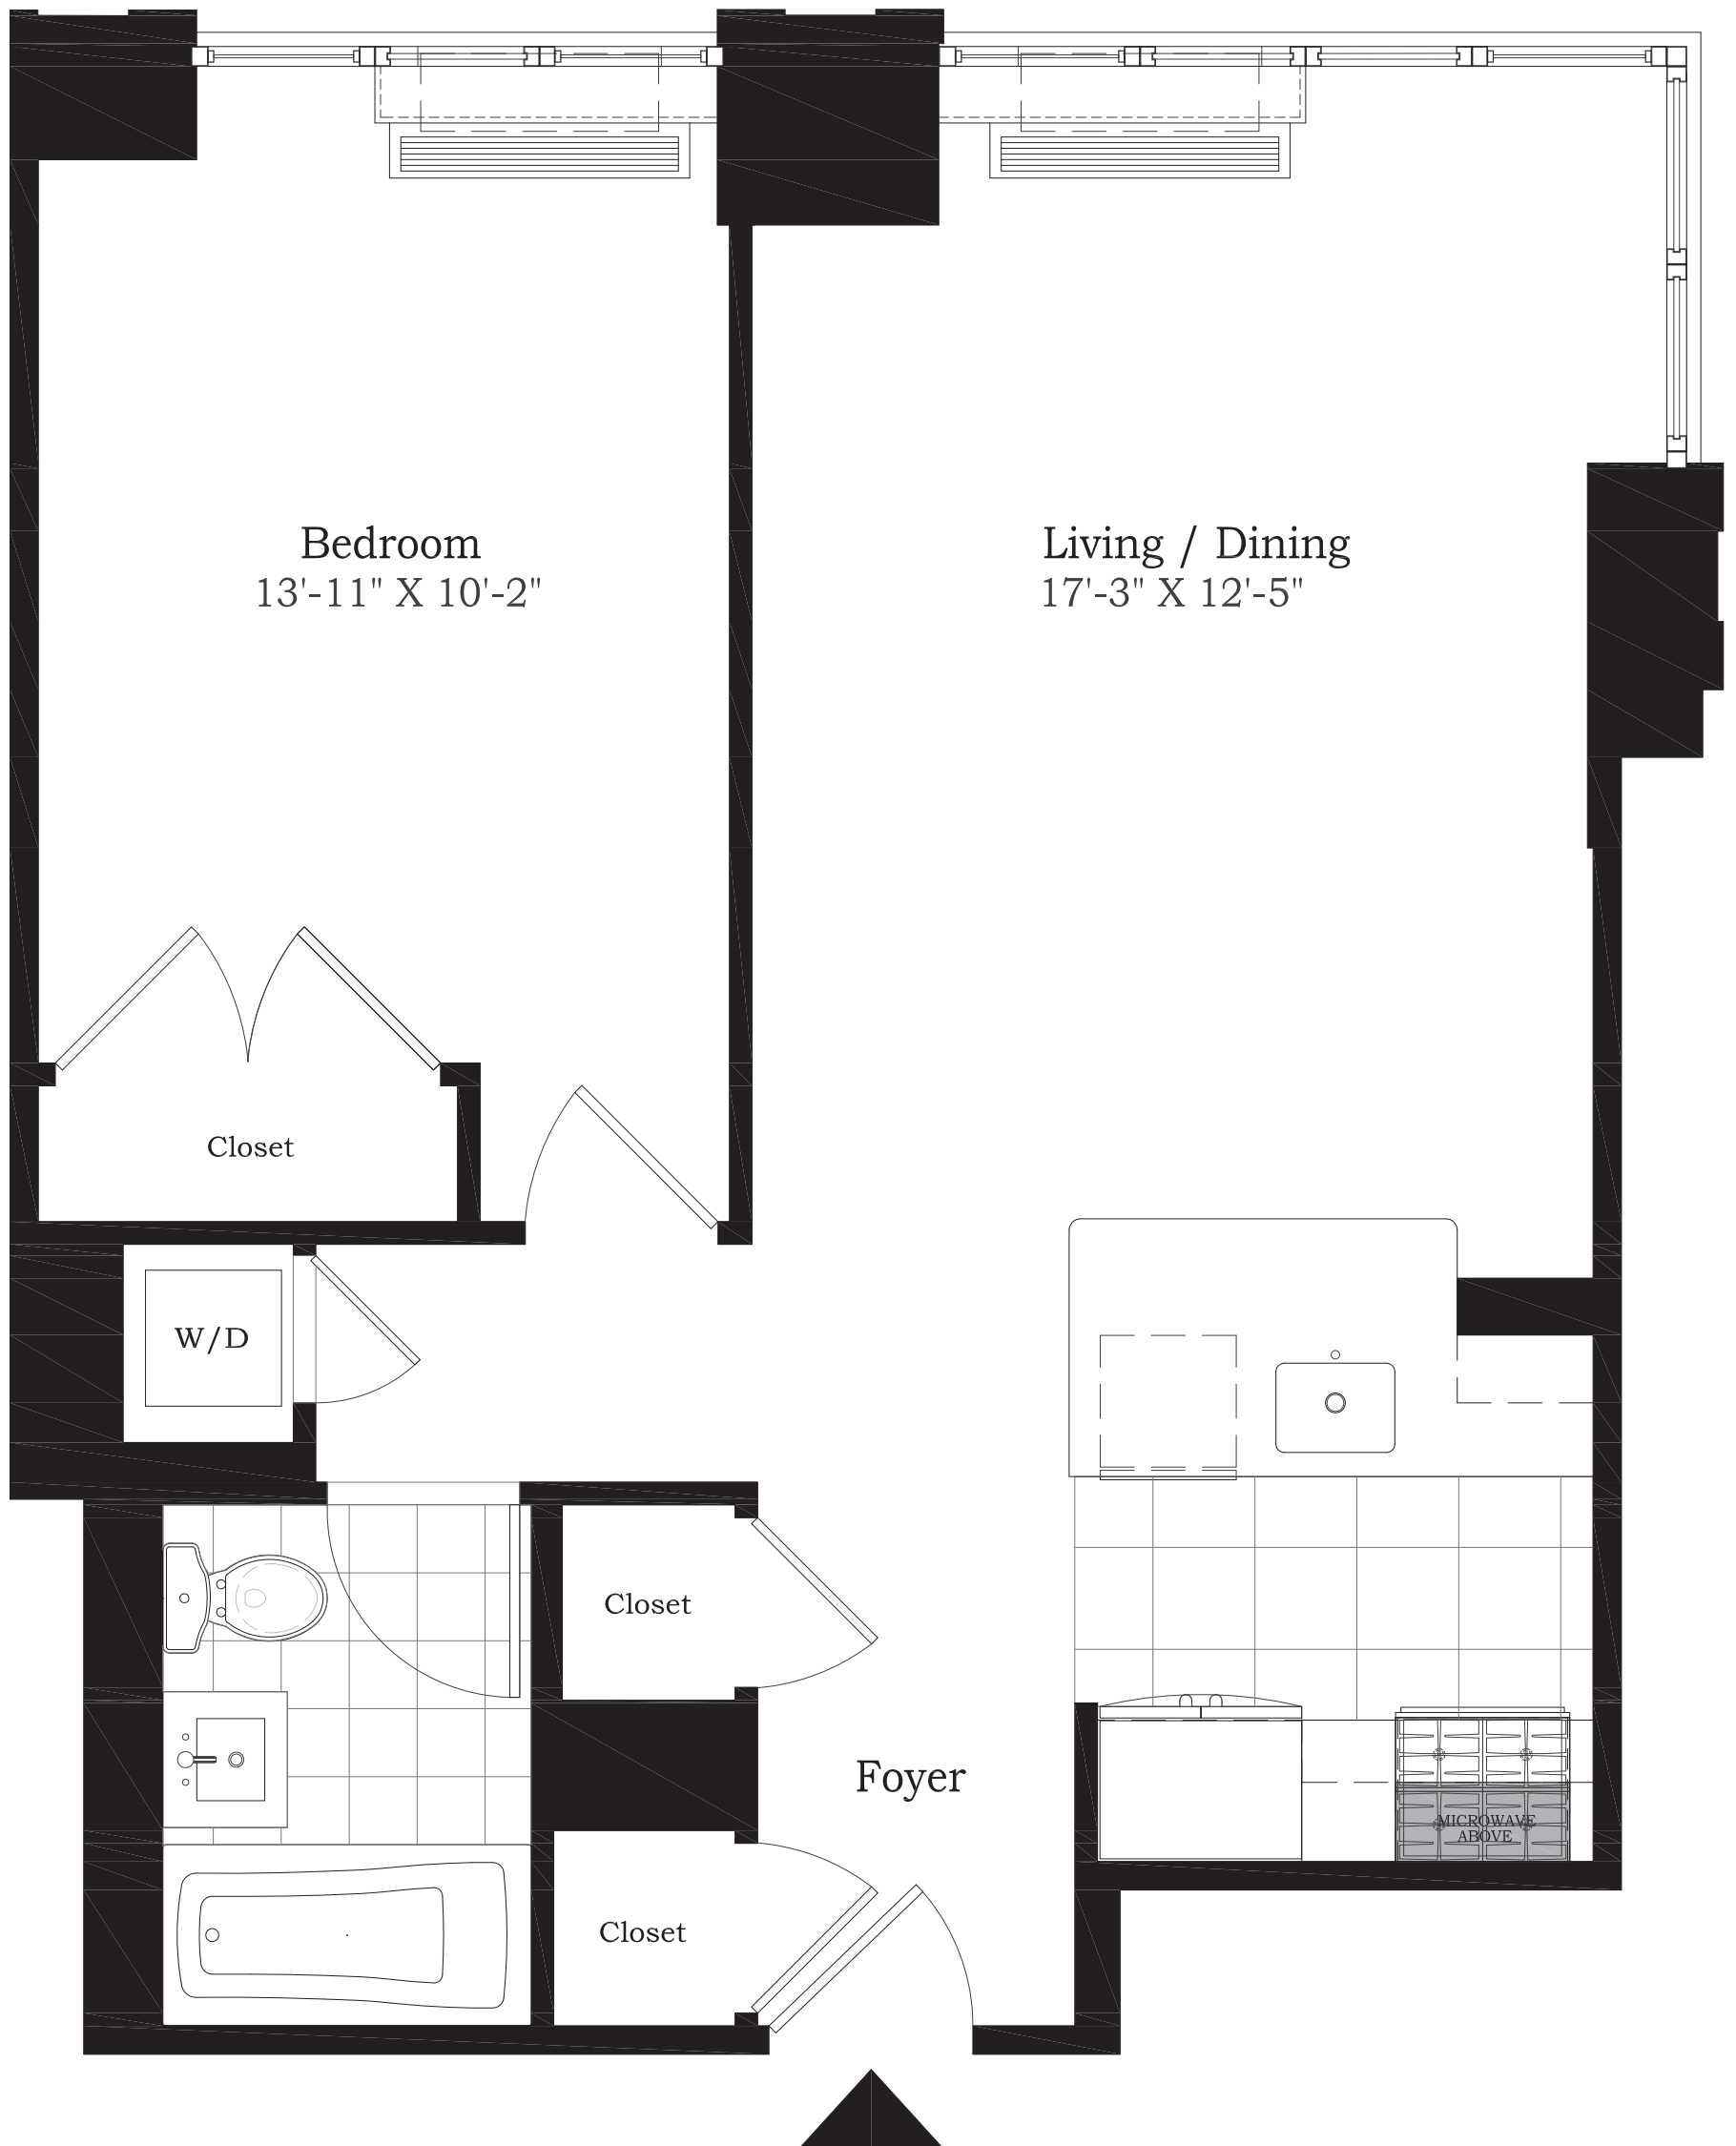 Bedroom
13'-11" X 10'-2"
Living / Dining
17'-3" X 12'-5"
Closet
W/D
Closet
Foyer
MICROWAVE
ABOVE
Closet